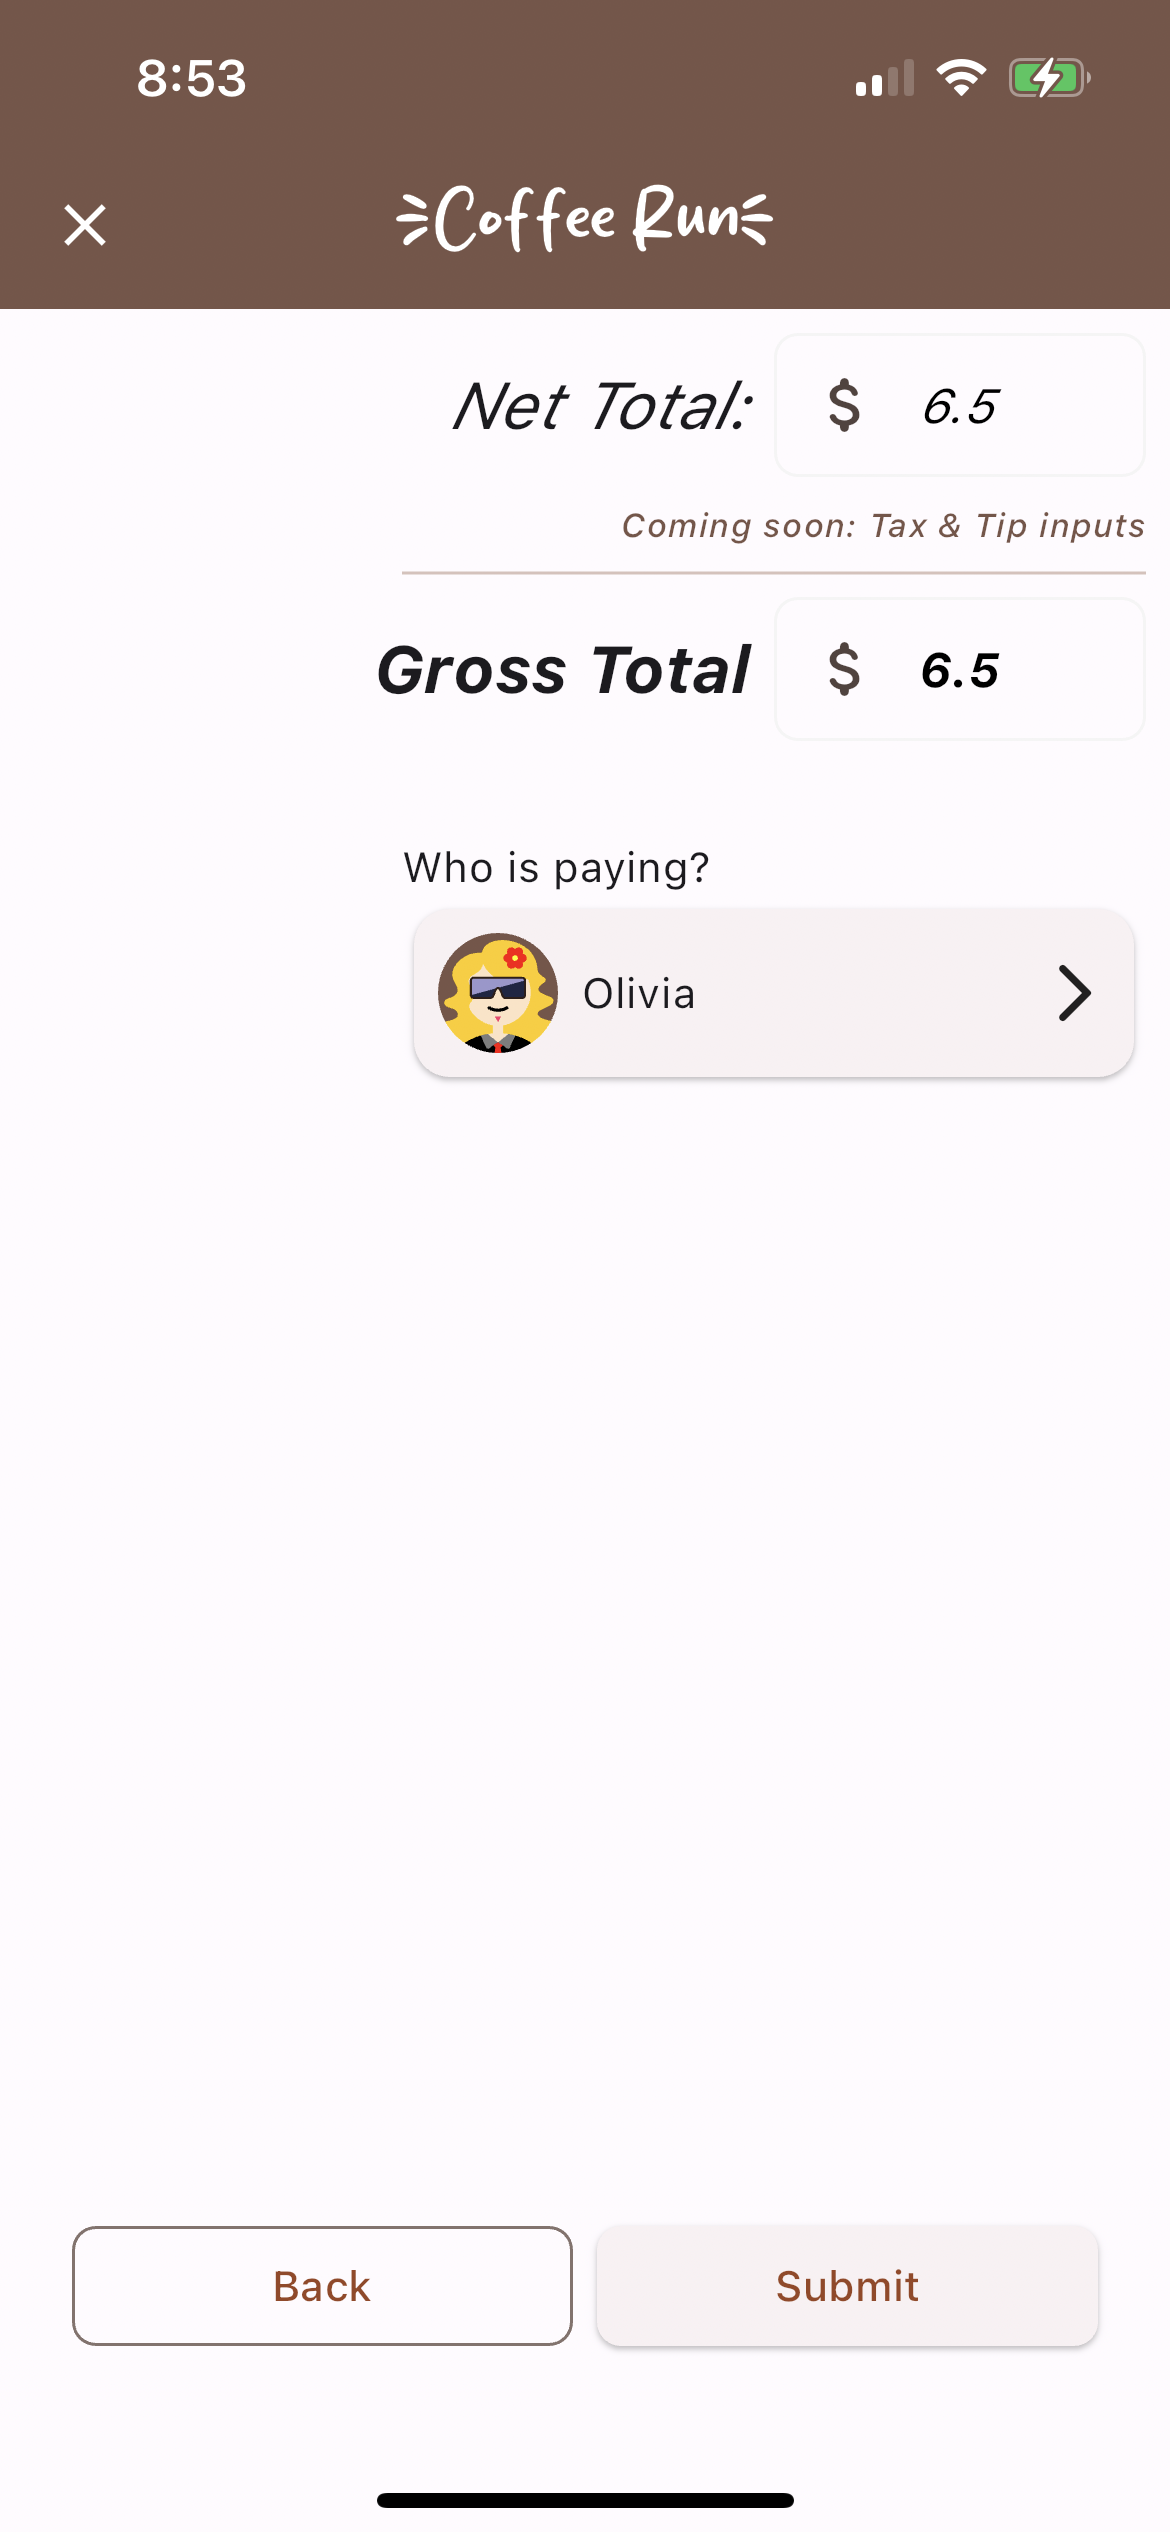 8:53
Coffee Run
Net Total: $ 6.5
Coming soon: Tax & Tip inputs
Gross Total $ 6.5
Who is paying?
Olivia
Back Submit